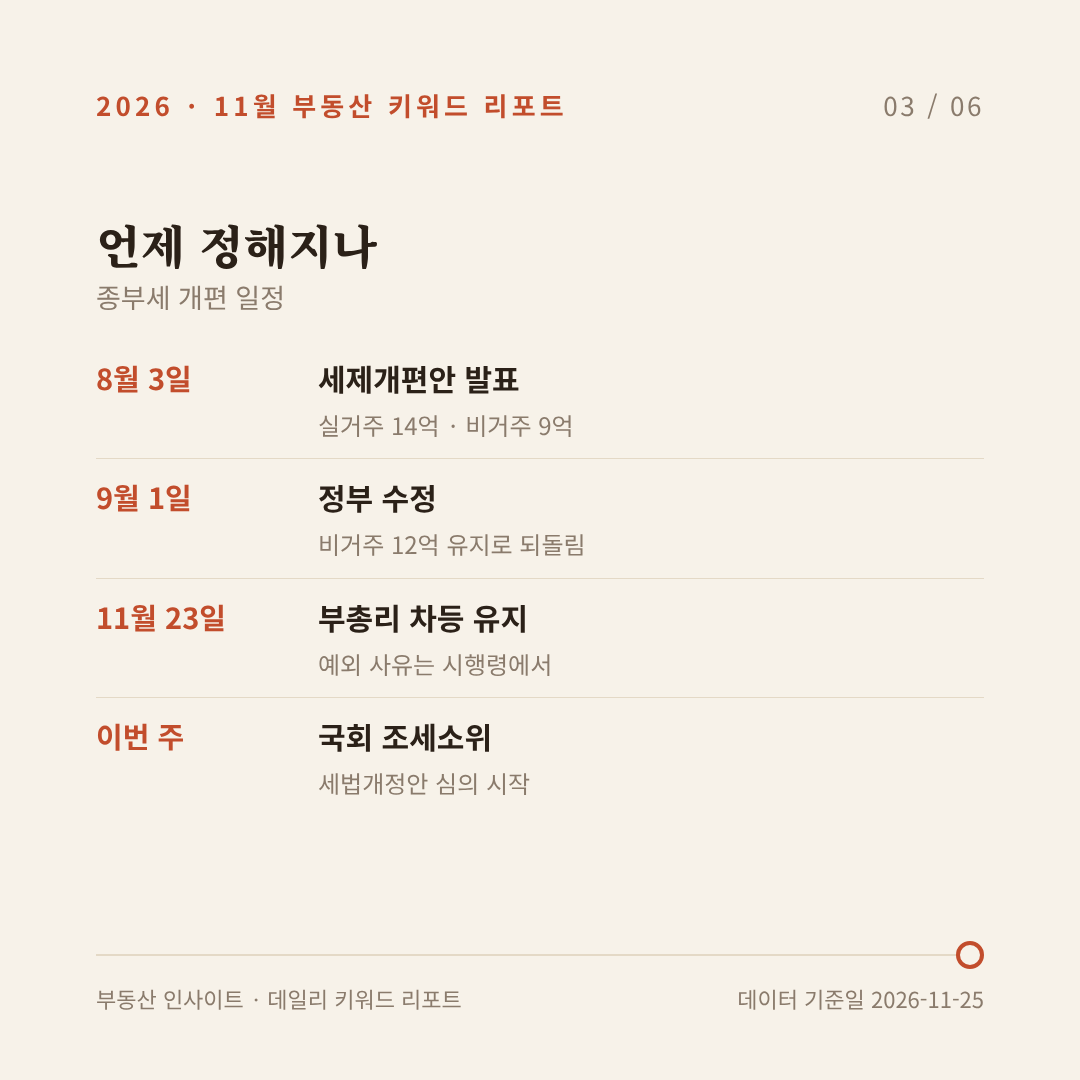 2026 · 11월 부동산 키워드 리포트
03 / 06
언제 정해지나
종부세 개편 일정
8월 3일
세제개편안 발표
실거주 14억 · 비거주 9억
9월 1일
정부 수정
비거주 12억 유지로 되돌림
11월 23일
부총리 차등 유지
예외 사유는 시행령에서
이번 주
국회 조세소위
세법개정안 심의 시작
부동산 인사이트 · 데일리 키워드 리포트
데이터 기준일 2026-11-25